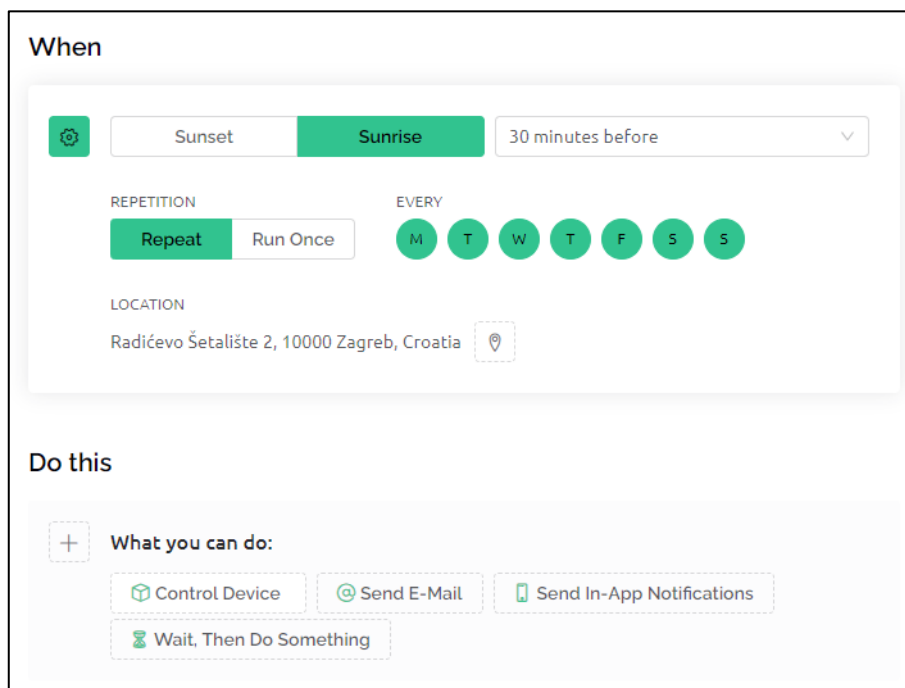 When
Sunset Sunrise 30 minutes before
REPETITION EVERY
Repeat Run Once M T W T F S S
LOCATION
Radićevo Šetalište 2, 10000 Zagreb, Croatia
Do this
What you can do:
Control Device Send E-Mail Send In-App Notifications
Wait, Then Do Something